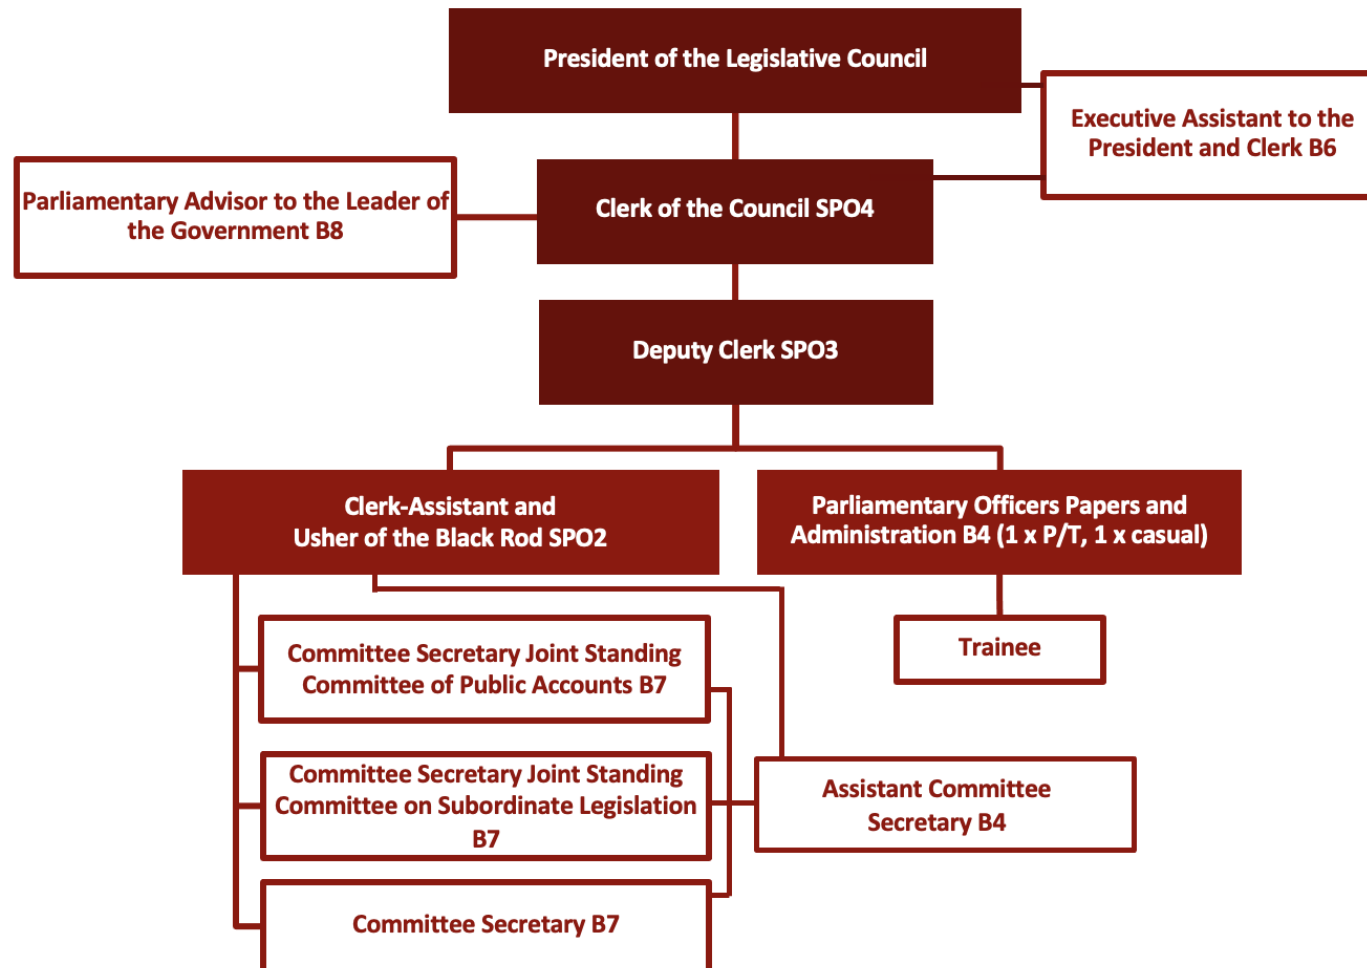 President of the Legislative Council
Executive Assistant to the
President and Clerk B6
Parliamentary Advisor to the Leader of
the Government B8
Clerk of the Council SPO4
Deputy Clerk SPO3
Clerk-Assistant and
Usher of the Black Rod SPO2
Parliamentary Officers Papers and
Administration B4 (1 x P/T, 1 x casual)
Committee Secretary Joint Standing
Committee of Public Accounts B7
Trainee
Committee Secretary Joint Standing
Committee on Subordinate Legislation
B7
Assistant Committee
Secretary B4
Committee Secretary B7